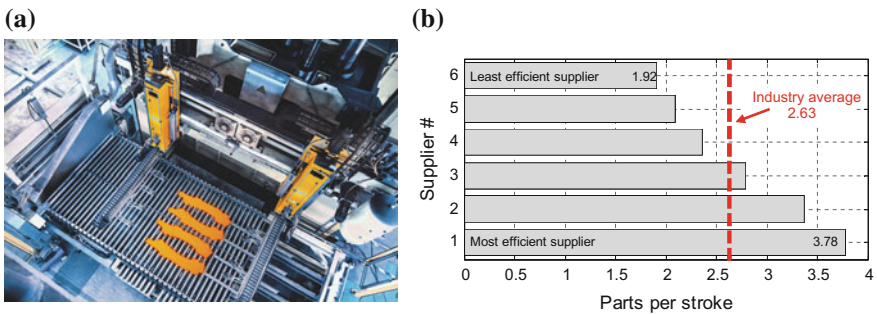 (a)
(b)
6
Least efficient supplier
1.92
5
Industry average
2.63
4
3
2
1
Most efficient supplier
3.78
Supplier #
0
0.5
1
1.5
2
2.5
3
3.5
4
Parts per stroke